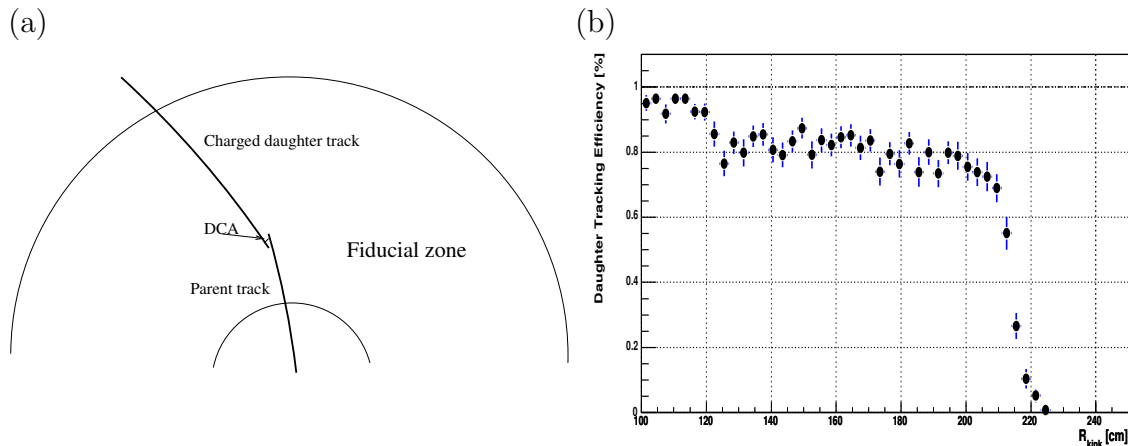 (a)
Charged daughter track
DCA
Fiducial zone
Parent track
(b)
Daughter Tracking Efficiency [%]
1
0.8
0.6
0.4
0.2
0
100 120 140 160 180 200 220 240
R_kink [cm]